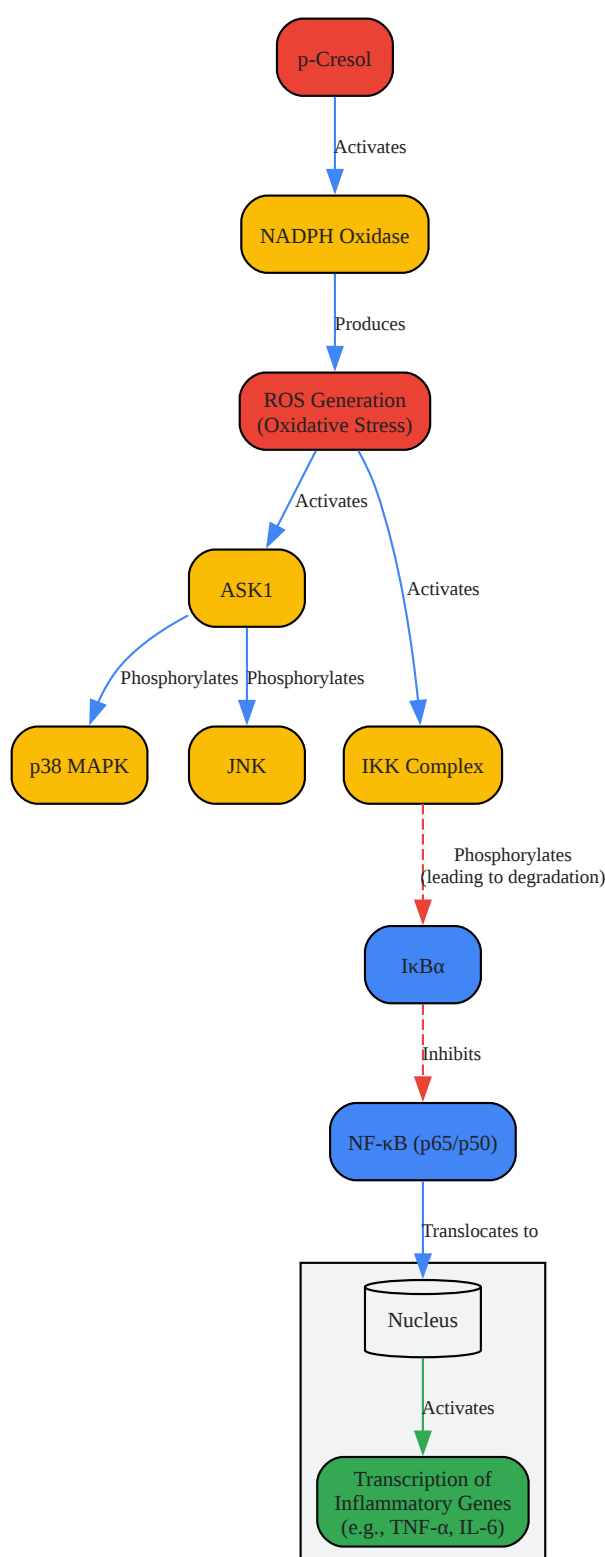 p-Cresol
Activates
NADPH Oxidase
Produces
ROS Generation
(Oxidative Stress)
Activates
ASK1
Activates
Phosphorylates
Phosphorylates
p38 MAPK
JNK
IKK Complex
Phosphorylates
(leading to degradation)
IκBα
Inhibits
NF-κB (p65/p50)
Translocates to
Nucleus
Activates
Transcription of
Inflammatory Genes
(e.g., TNF-α, IL-6)